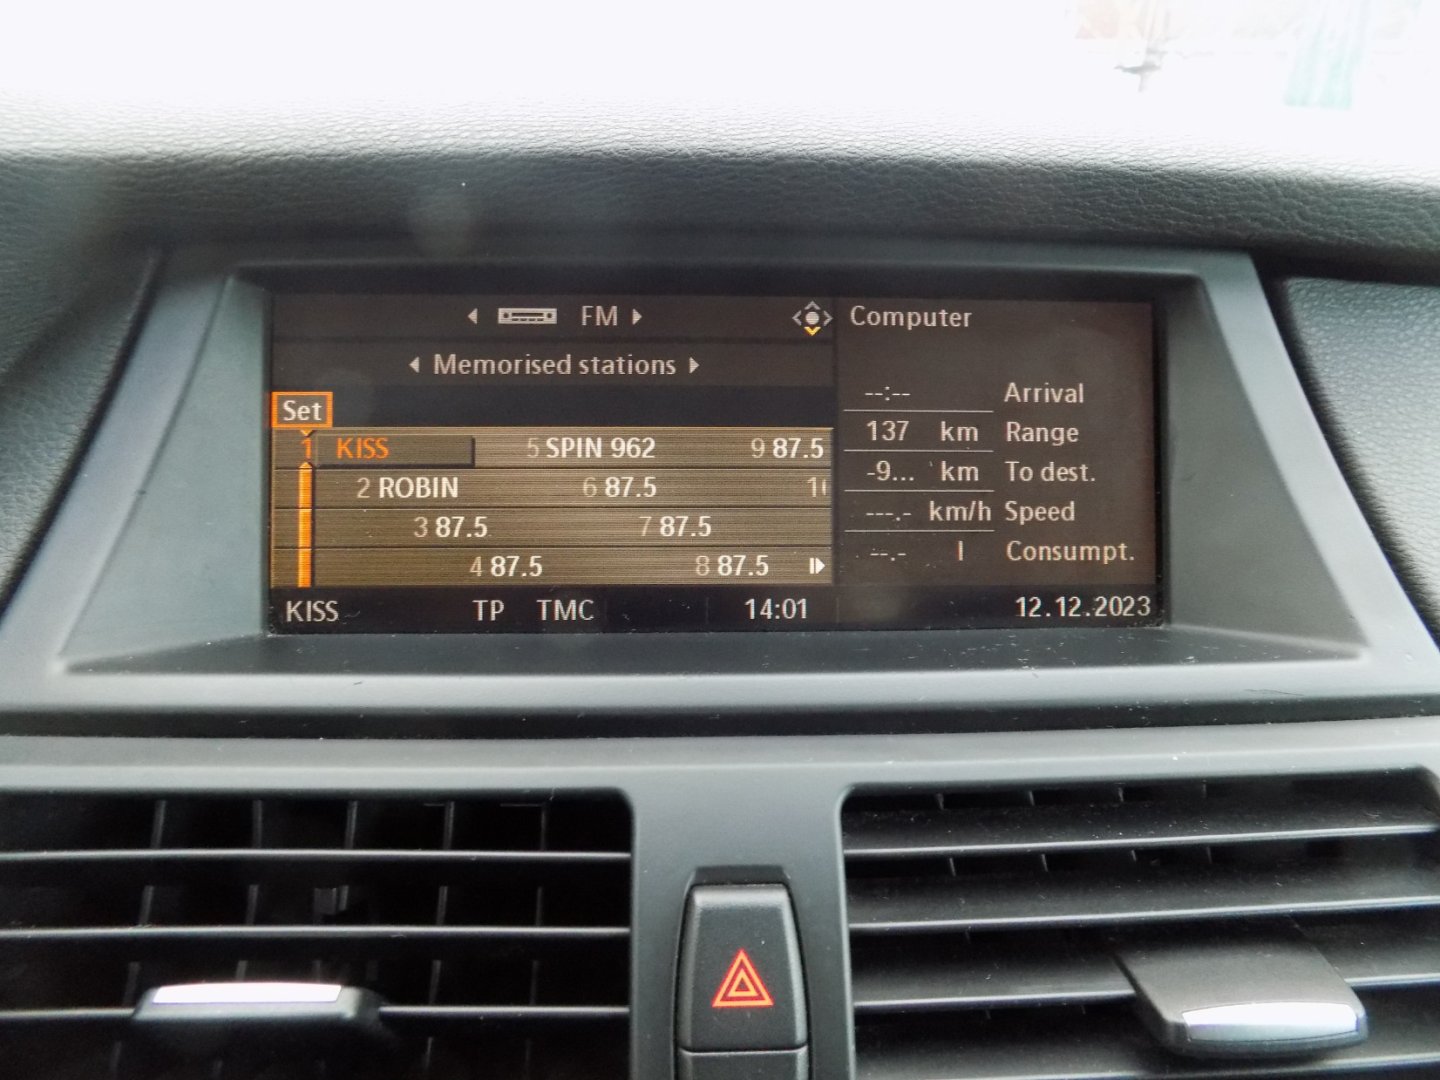 FM
Memorised stations
Set
1 KISS 5 SPIN 962 9 87.5
2 ROBIN 6 87.5
3 87.5 7 87.5
4 87.5 8 87.5
KISS TP TMC 14:01
Computer
--:-- Arrival
137 km Range
-9... km To dest.
---.- km/h Speed
--.- l Consumpt.
12.12.2023